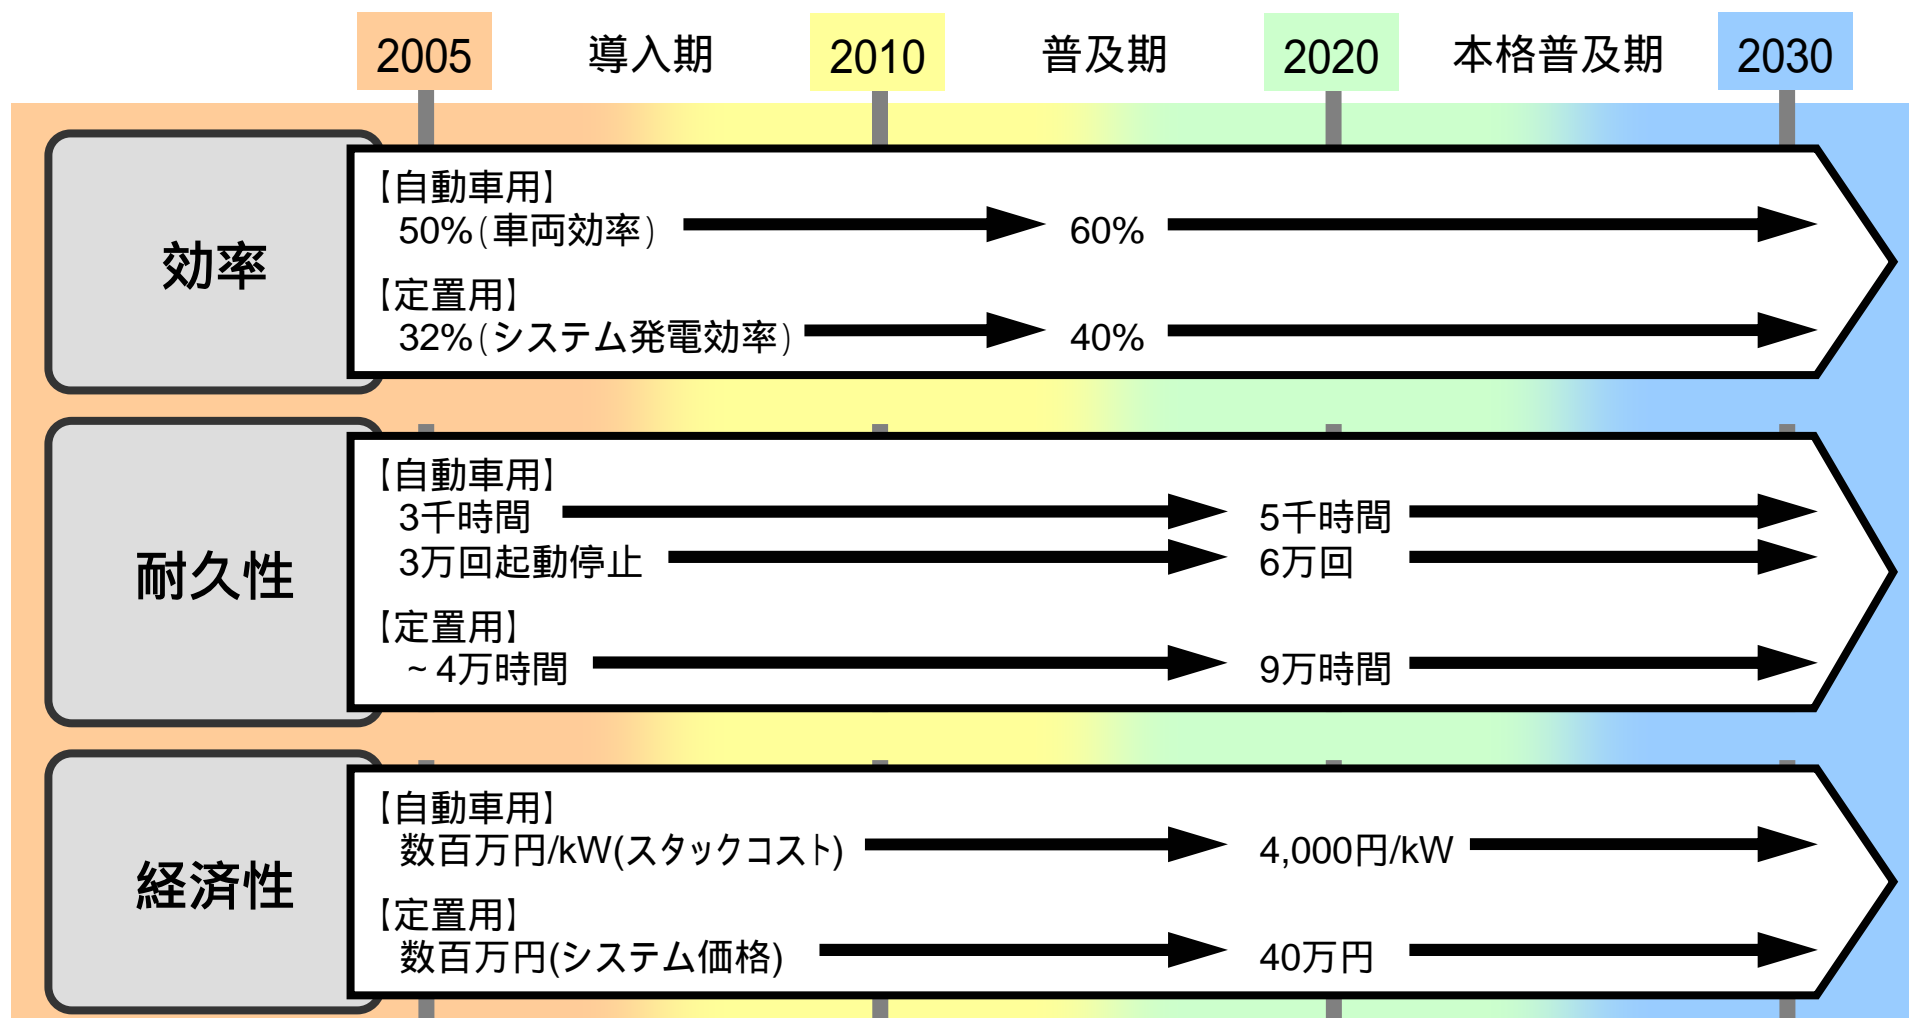 2005 導入期 2010 普及期 2020 本格普及期 2030
効率
【自動車用】
50%(車両効率) 60%
【定置用】
32%(システム発電効率) 40%
耐久性
【自動車用】
3千時間 5千時間
3万回起動停止 6万回
【定置用】
~4万時間 9万時間
経済性
【自動車用】
数百万円/kW(スタックコスト) 4,000円/kW
【定置用】
数百万円(システム価格) 40万円